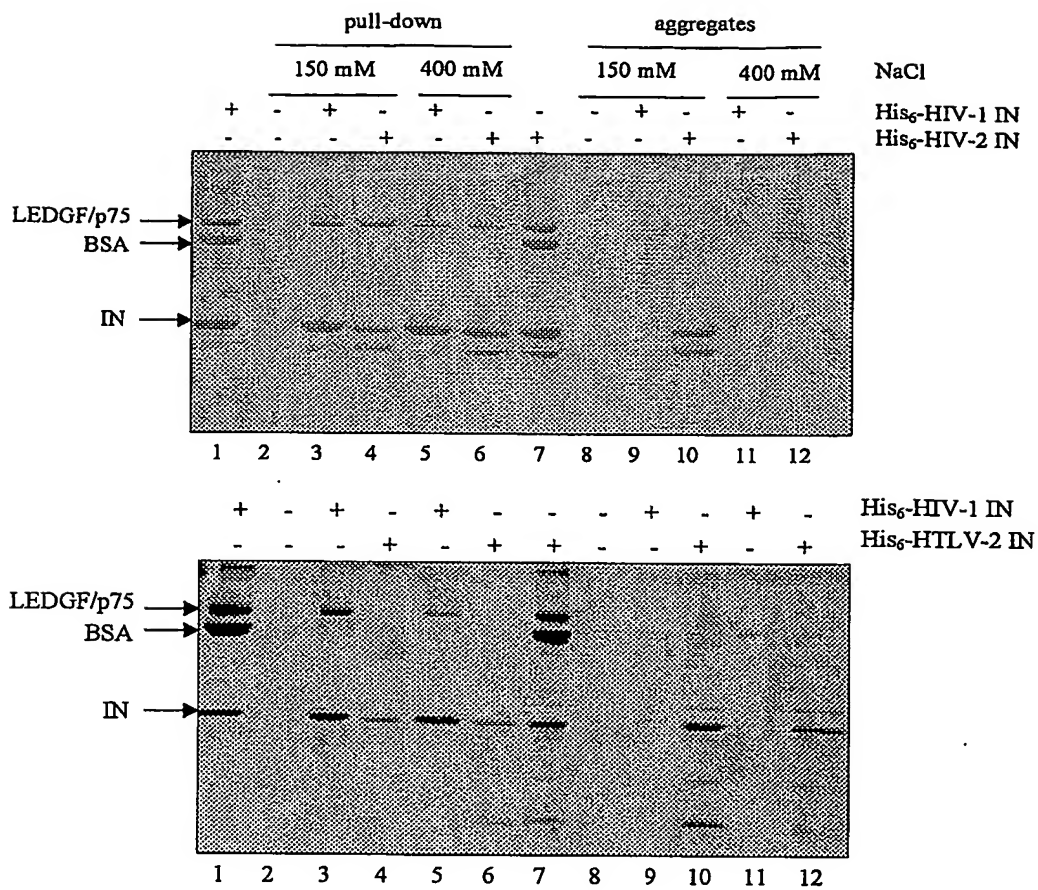 pull-down aggregates
150 mM 400 mM 150 mM 400 mM NaCl
+ - + - + - - - + - + - His₆-HIV-1 IN
- - - + - + + - - + - + His₆-HIV-2 IN
LEDGF/p75
BSA
IN
1 2 3 4 5 6 7 8 9 10 11 12
+ - + - + - - - + - + - His₆-HIV-1 IN
- - - + - + + - - + - + His₆-HTLV-2 IN
LEDGF/p75
BSA
IN
1 2 3 4 5 6 7 8 9 10 11 12